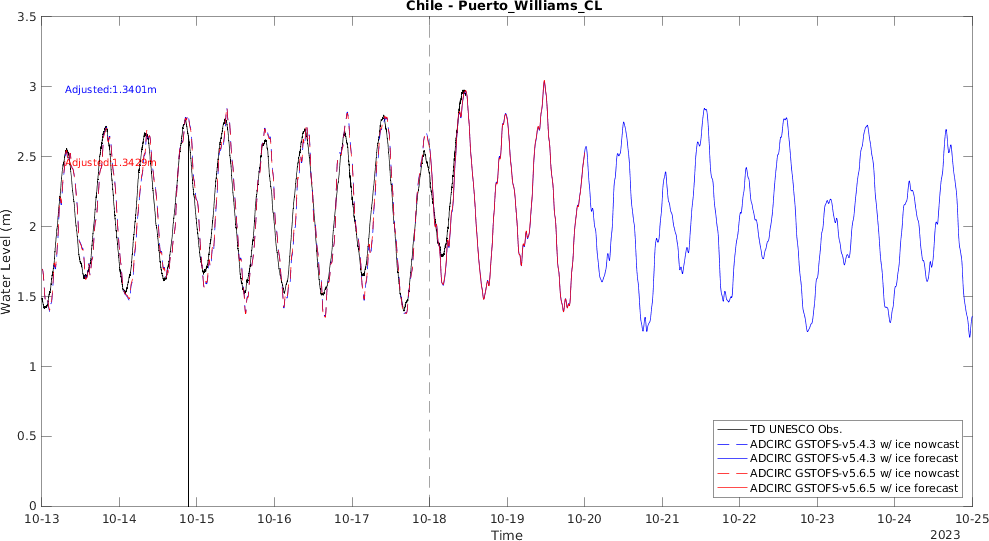 Chile - Puerto_Williams_CL
3.5
3
2.5
2
1.5
1
0.5
0
Water Level (m)
Adjusted:1.3401m
Adjusted:1.3429m
TD UNESCO Obs.
ADCIRC GSTOFS-v5.4.3 w/ ice nowcast
ADCIRC GSTOFS-v5.4.3 w/ ice forecast
ADCIRC GSTOFS-v5.6.5 w/ ice nowcast
ADCIRC GSTOFS-v5.6.5 w/ ice forecast
10-13 10-14 10-15 10-16 10-17 10-18 10-19 10-20 10-21 10-22 10-23 10-24 10-25
Time
2023